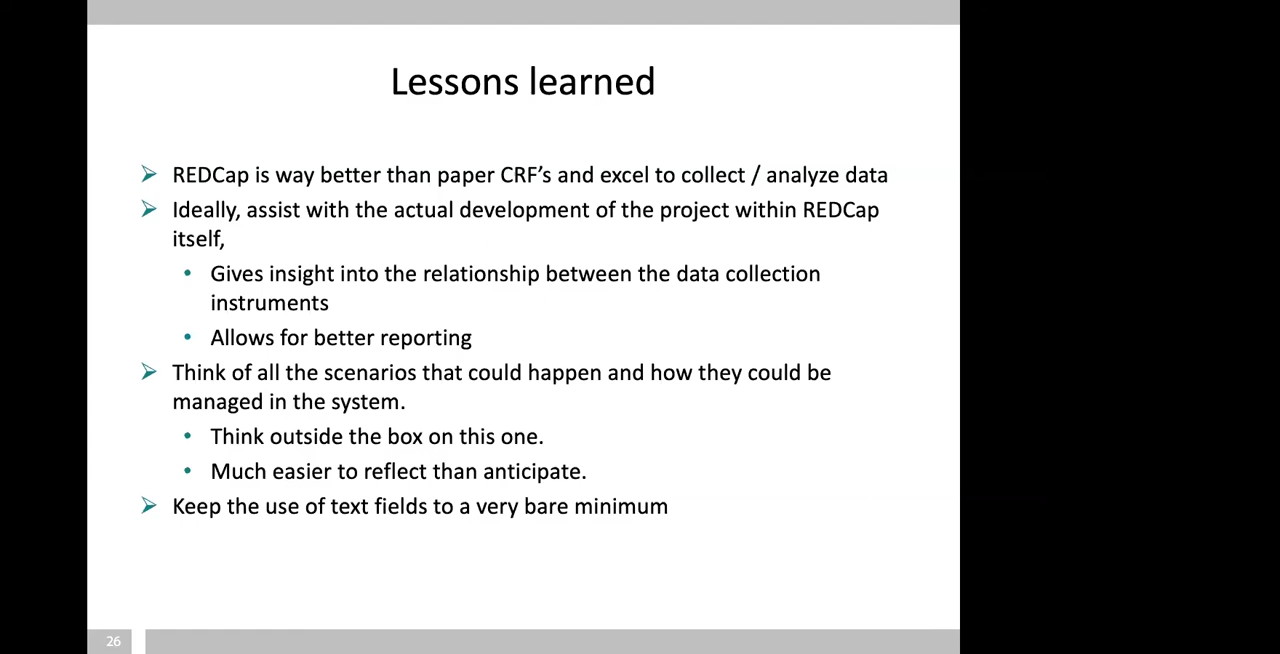 Lessons learned
REDCap is way better than paper CRF’s and excel to collect / analyze data
Ideally, assist with the actual development of the project within REDCap
itself,
Gives insight into the relationship between the data collection
instruments
Allows for better reporting
Think of all the scenarios that could happen and how they could be
managed in the system.
Think outside the box on this one.
Much easier to reflect than anticipate.
Keep the use of text fields to a very bare minimum
26